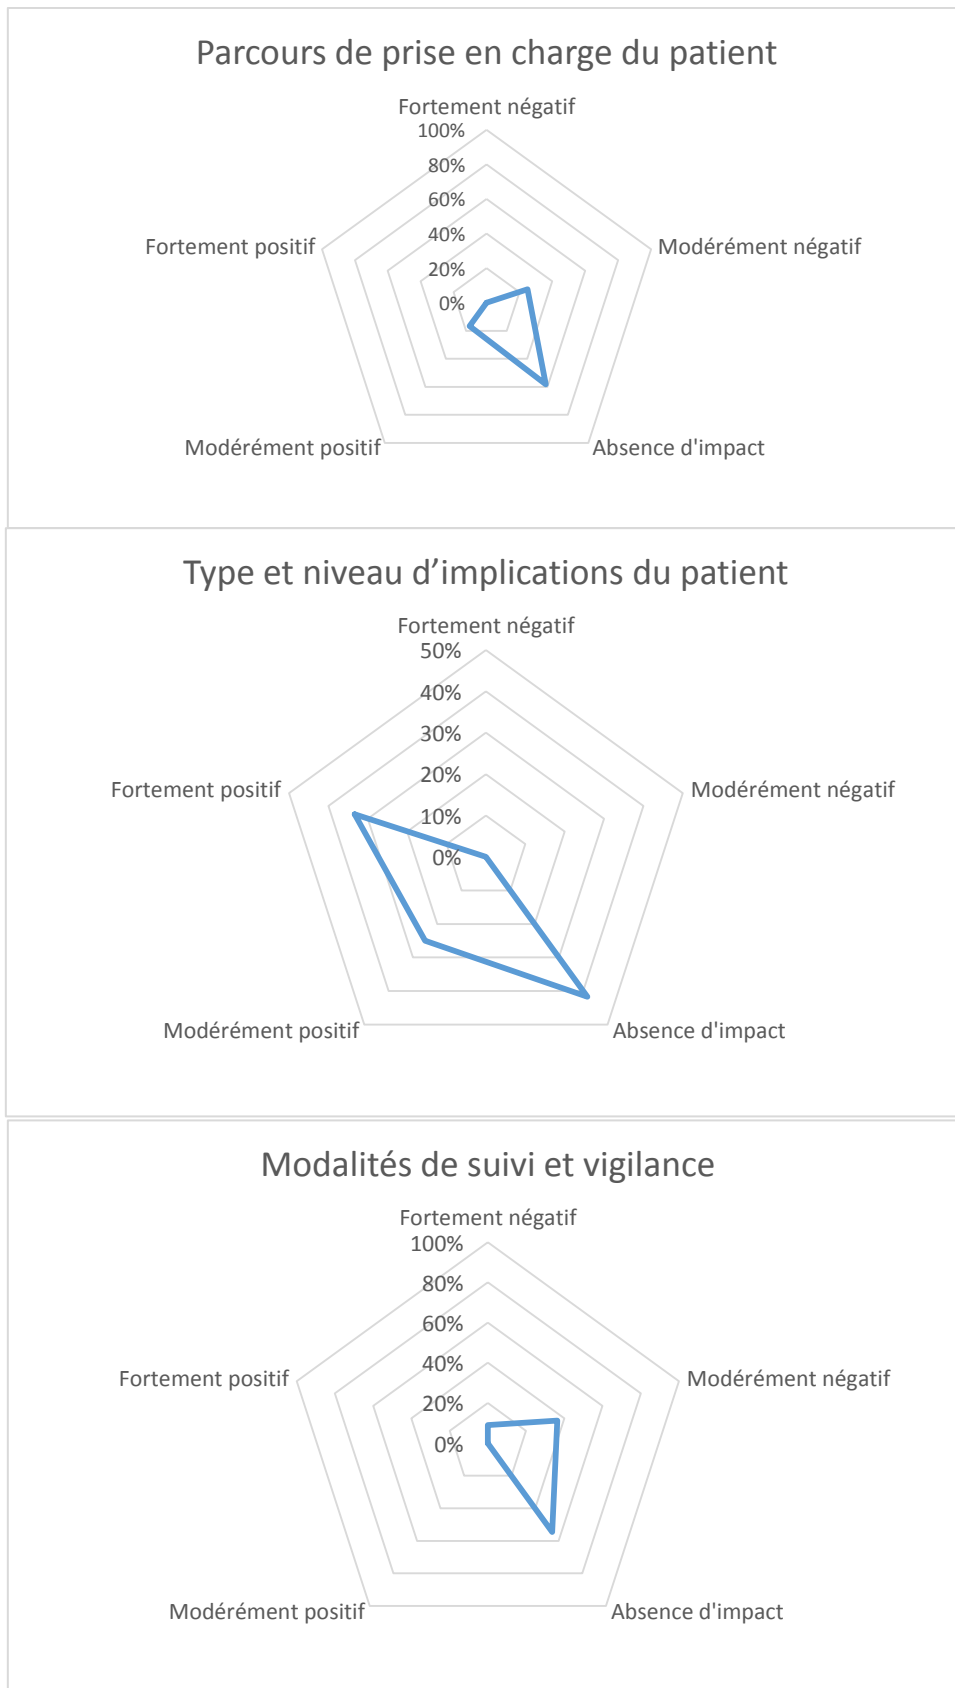 Parcours de prise en charge du patient
Fortement négatif
100%
80%
60%
40%
20%
0%
Fortement positif
Modérément négatif
Modérément positif
Absence d'impact
Type et niveau d’implications du patient
Fortement négatif
50%
40%
30%
20%
10%
0%
Fortement positif
Modérément négatif
Modérément positif
Absence d'impact
Modalités de suivi et vigilance
Fortement négatif
100%
80%
60%
40%
20%
0%
Fortement positif
Modérément négatif
Modérément positif
Absence d'impact